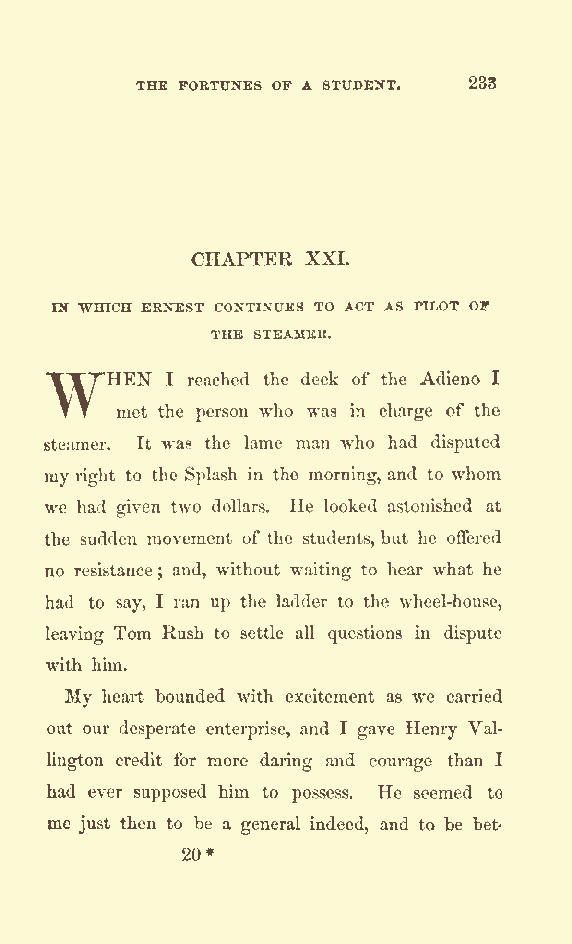 THE FORTUNES OF A STUDENT. 233
CHAPTER XXI.
IN WHICH ERNEST CONTINUES TO ACT AS PILOT OF
THE STEAMER.
WHEN I reached the deck of the Adieno I
met the person who was in charge of the
steamer. It was the lame man who had disputed
my right to the Splash in the morning, and to whom
we had given two dollars. He looked astonished at
the sudden movement of the students, but he offered
no resistance; and, without waiting to hear what he
had to say, I ran up the ladder to the wheel-house,
leaving Tom Rush to settle all questions in dispute
with him.
My heart bounded with excitement as we carried
out our desperate enterprise, and I gave Henry Val-
lington credit for more daring and courage than I
had ever supposed him to possess. He seemed to
me just then to be a general indeed, and to be bet-
20*